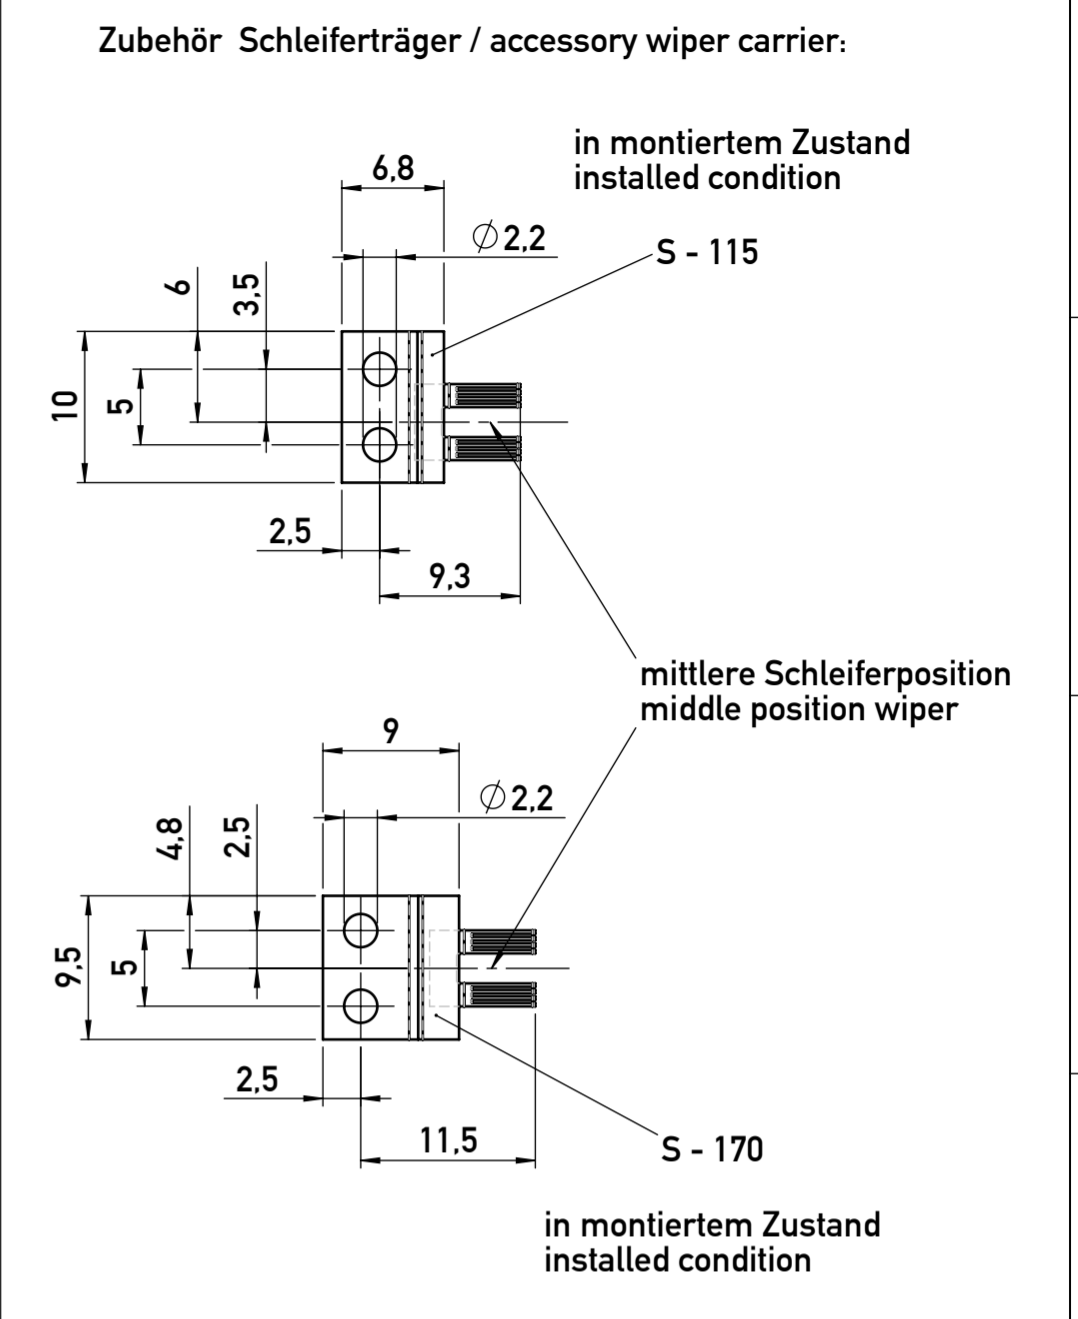 Zubehör Schleiferträger / accessory wiper carrier:
in montiertem Zustand
installed condition
6,8
⌀2,2
S - 115
6
3,5
10
5
2,5
9,3
mittlere Schleiferposition
middle position wiper
9
⌀2,2
4,8
2,5
9,5
5
2,5
11,5
S - 170
in montiertem Zustand
installed condition